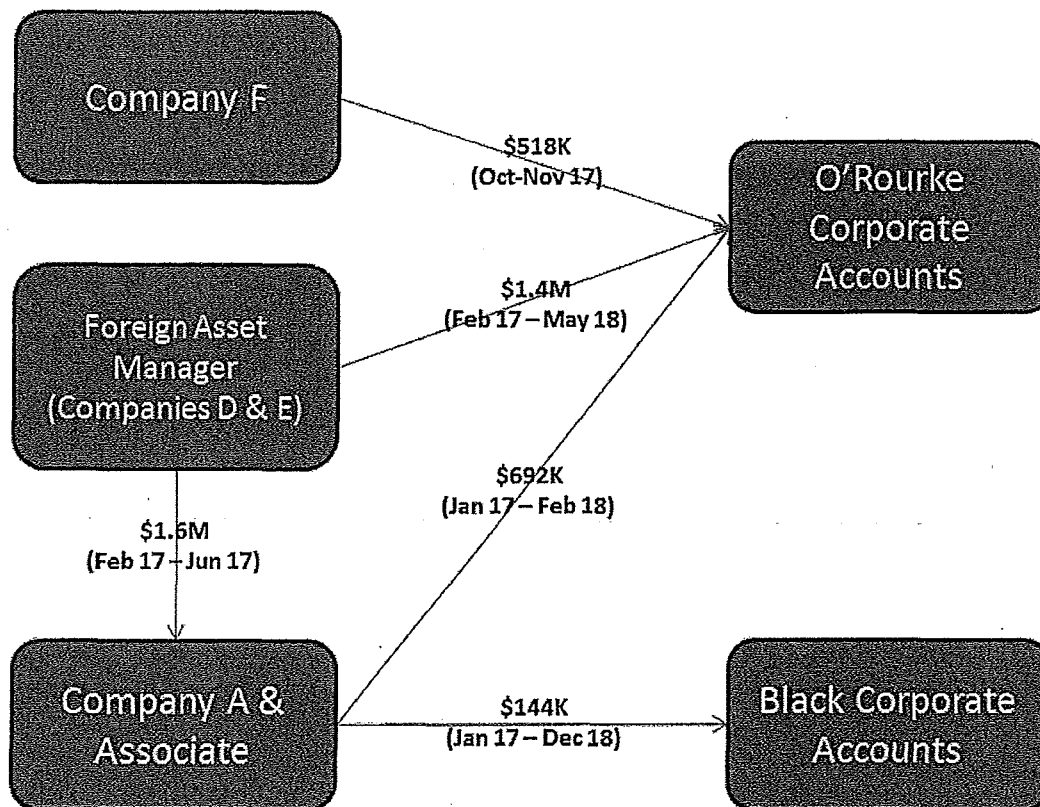 Company F
$518K
(Oct-Nov 17)
O'Rourke
Corporate
Accounts
Foreign Asset
Manager
(Companies D & E)
$1.4M
(Feb 17 – May 18)
$692K
(Jan 17 – Feb 18)
$1.6M
(Feb 17 – Jun 17)
Company A &
Associate
$144K
(Jan 17 – Dec 18)
Black Corporate
Accounts